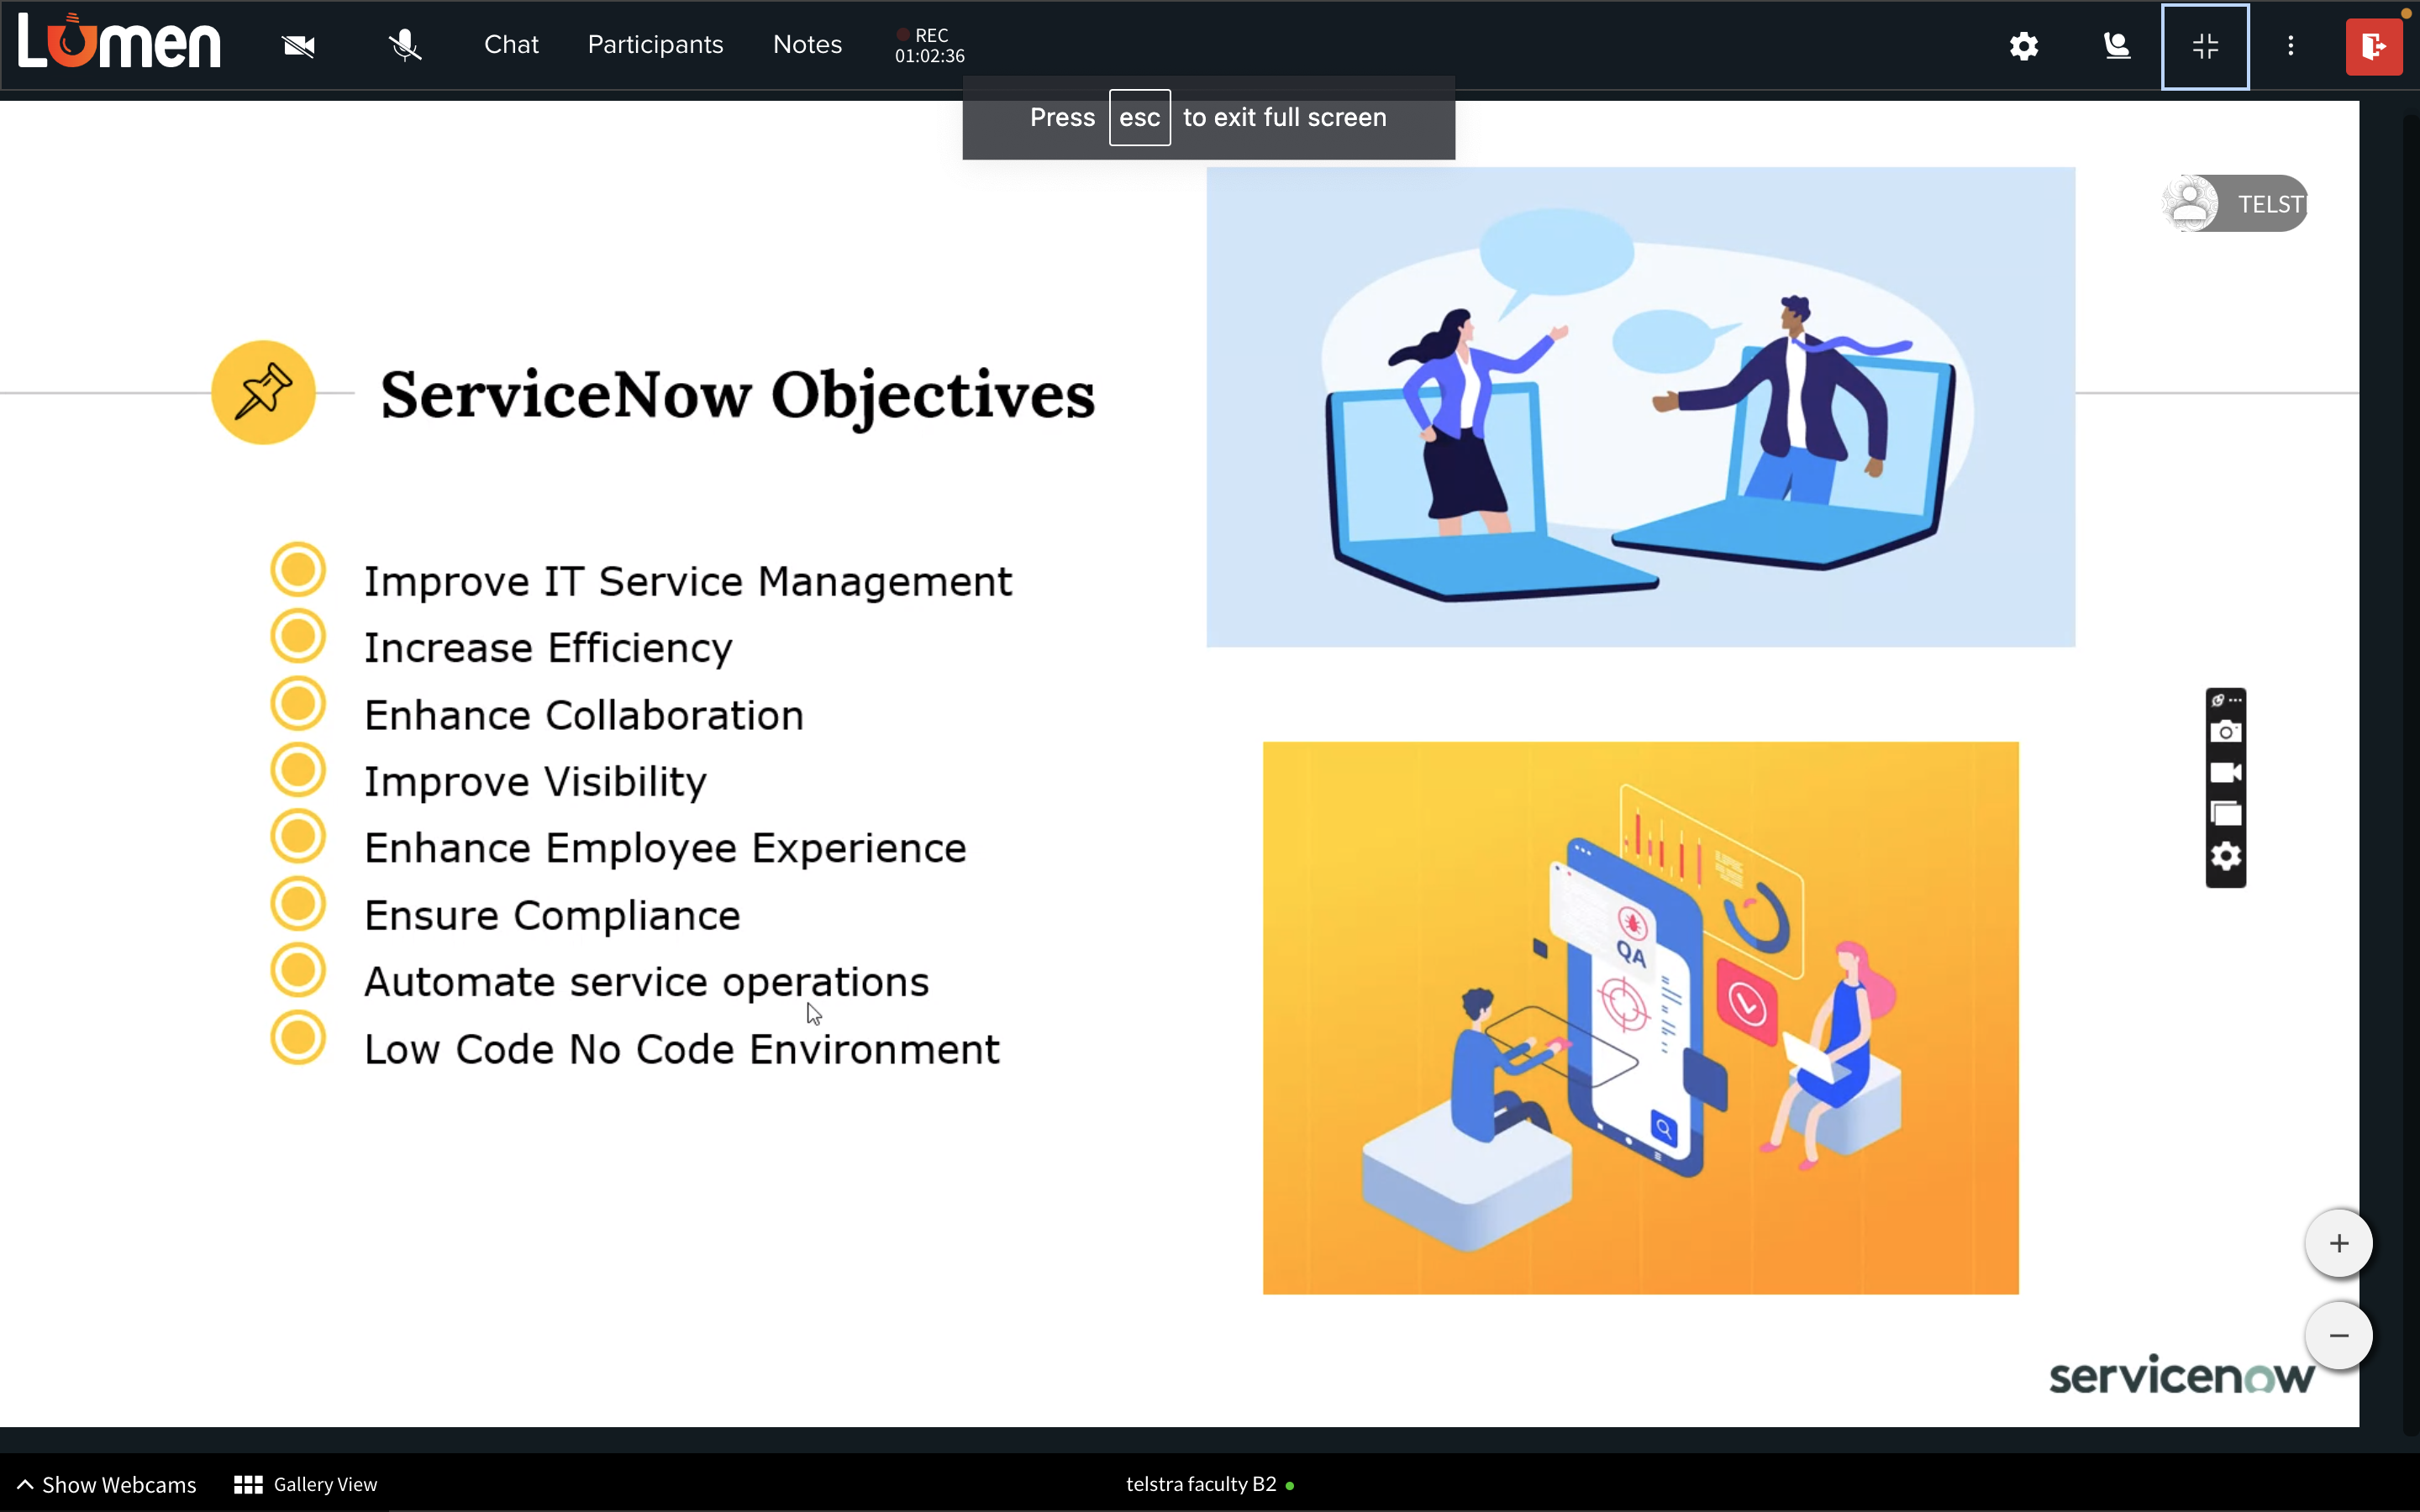 Lumen
Chat
Participants
Notes
REC
01:02:36
Press esc to exit full screen
TELST
ServiceNow Objectives
Improve IT Service Management
Increase Efficiency
Enhance Collaboration
Improve Visibility
Enhance Employee Experience
Ensure Compliance
Automate service operations
Low Code No Code Environment
QA
servicenow
Show Webcams
Gallery View
telstra faculty B2